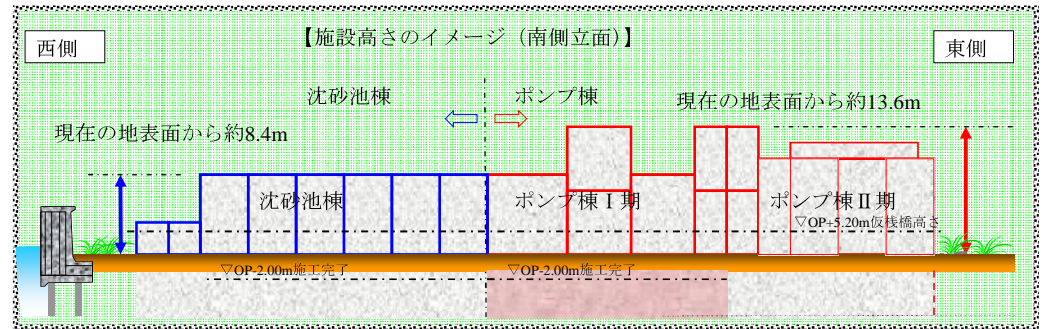 【施設高さのイメージ（南側立面）】
西側
東側
沈砂池棟
ポンプ棟
現在の地表面から約13.6m
現在の地表面から約8.4m
沈砂池棟
ポンプ棟Ⅰ期
ポンプ棟Ⅱ期
▽OP+5.20m仮桟橋高さ
▽OP-2.00m施工完了
▽OP-2.00m施工完了